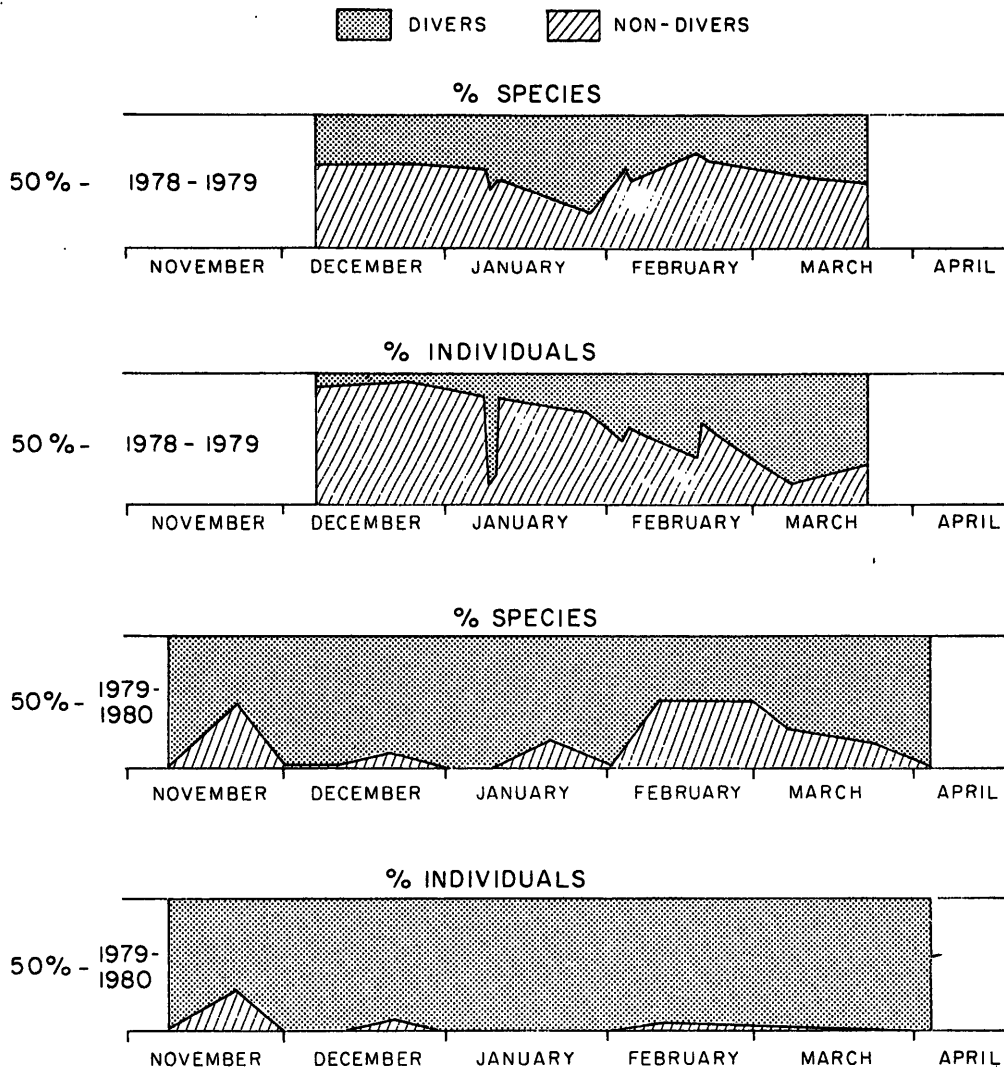 DIVERS NON-DIVERS
% SPECIES
50%- 1978-1979
NOVEMBER DECEMBER JANUARY FEBRUARY MARCH APRIL
% INDIVIDUALS
50%- 1978-1979
NOVEMBER DECEMBER JANUARY FEBRUARY MARCH APRIL
% SPECIES
50%- 1979-
1980
NOVEMBER DECEMBER JANUARY FEBRUARY MARCH APRIL
% INDIVIDUALS
50%- 1979-
1980
NOVEMBER DECEMBER JANUARY FEBRUARY MARCH APRIL